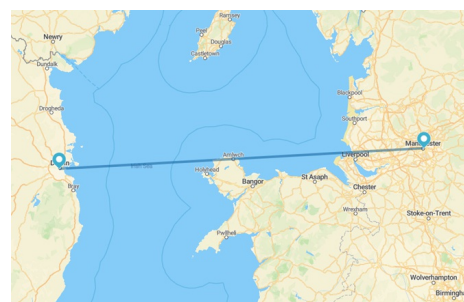 Ramsey
Peel
Douglas
Castletown
Newry
Dundalk
Blackpool
Drogheda
Southport
Manchester
Dublin
Amlwch
Liverpool
Holyhead
Bangor
St Asaph
Chester
Bray
Wrexham
Stoke-on-Trent
Pwllheli
Wolverhampton
Birmingh